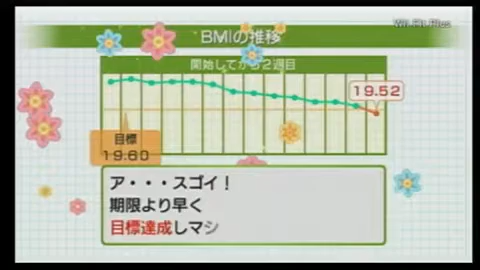 Wii Fit Plus
BMIの推移
開始してから2週目
19.52
目標
19.60
ア・・・スゴイ！
期限より早く
目標達成しマシ